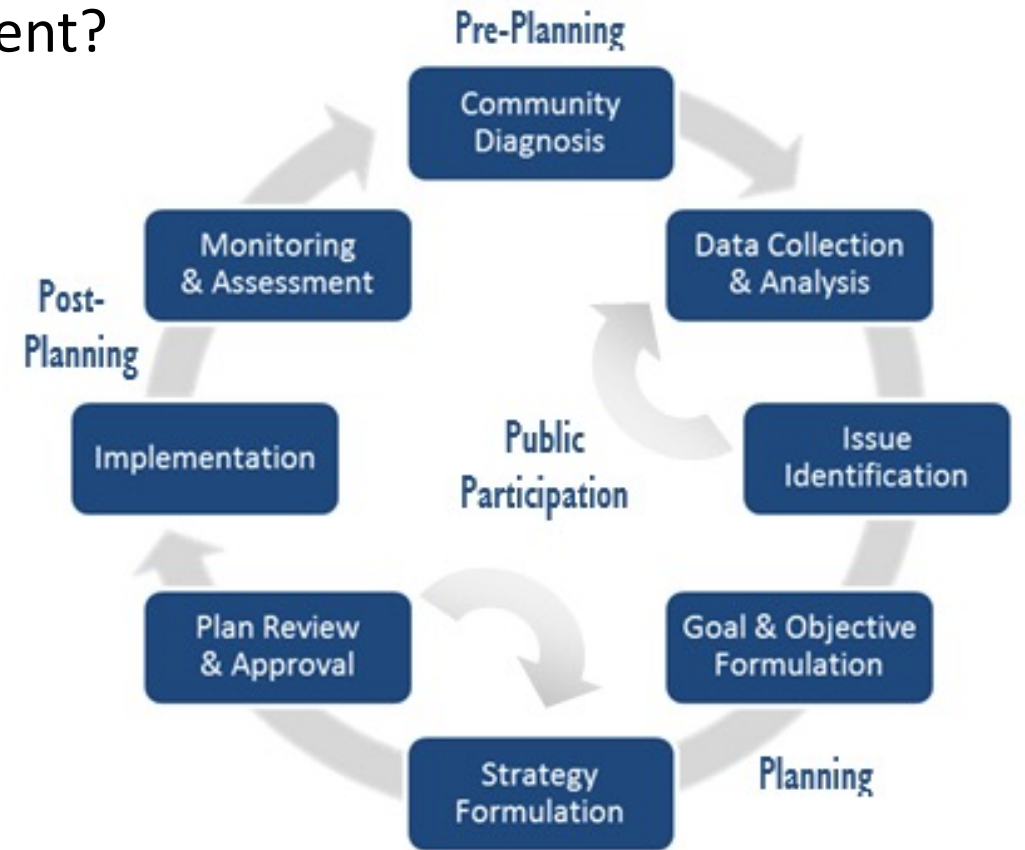 ent?
Pre-Planning
Community
Diagnosis
Data Collection
& Analysis
Issue
Identification
Goal & Objective
Formulation
Planning
Strategy
Formulation
Plan Review
& Approval
Implementation
Post-
Planning
Monitoring
& Assessment
Public
Participation